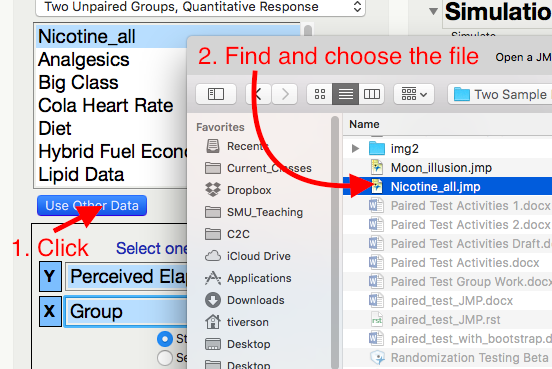 Two Unpaired Groups, Quantitative Response
Nicotine_all
Analgesics
Big Class
Cola Heart Rate
Diet
Hybrid Fuel Econo
Lipid Data
Use Other Data
1. Click
Select one
Y
Perceived Elap
X
Group
St
Se
Simulatio
Simulate
2. Find and choose the file
Open a JM
Two Sample
Favorites
Recents
Current_Classes
Dropbox
SMU_Teaching
C2C
iCloud Drive
Applications
Downloads
tiverson
Desktop
Desktop
Name
img2
Moon_illusion.jmp
Nicotine_all.jmp
Paired Test Activities 1.docx
Paired Test Activities 2.docx
Paired Test Activities Draft.docx
Paired Test Activities.docx
Paired Test Group Work.docx
paired_test_JMP.docx
paired_test_JMP.rst
paired_test_with_bootstrap.d
Randomization Testing Beta